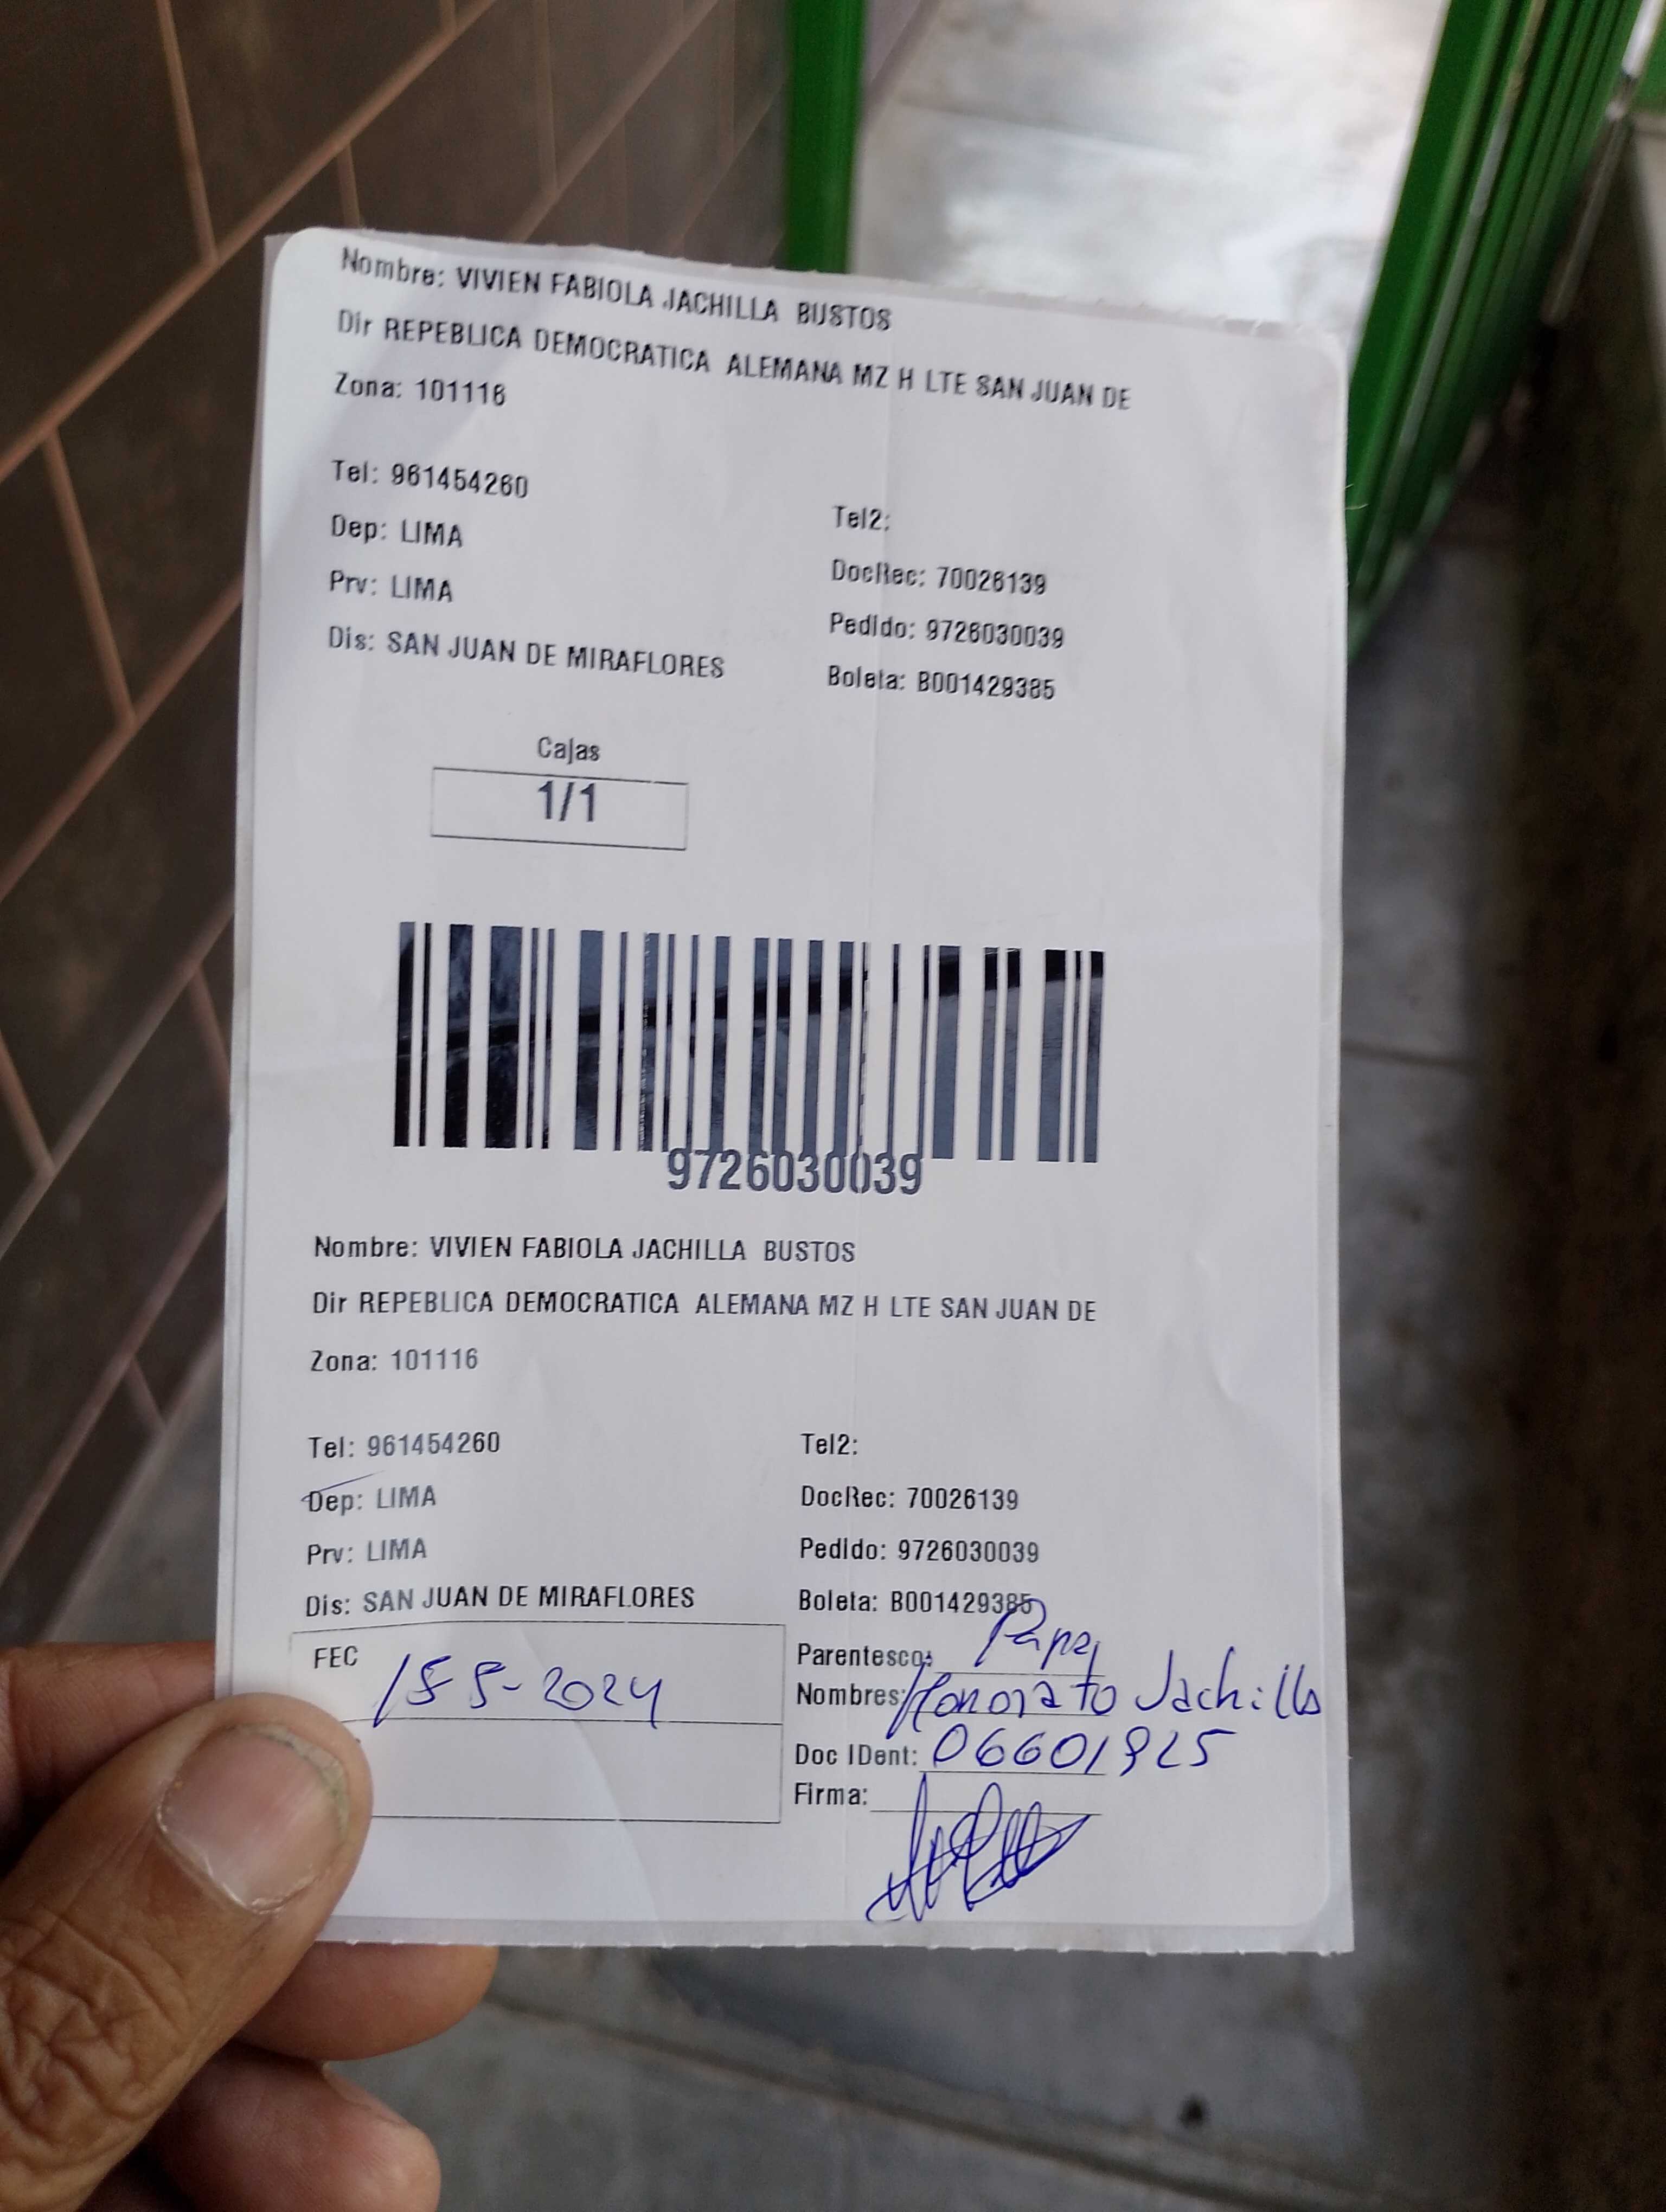 Nombre: VIVIEN FABIOLA JACHILLA BUSTOS
Dir REPEBLICA DEMOCRATICA ALEMANA MZ H LTE SAN JUAN DE
Zona: 101116
Tel: 961454260
Tel2:
Dep: LIMA
DocRec: 70026139
Prv: LIMA
Pedido: 9726030039
Dis: SAN JUAN DE MIRAFLORES
Boleta: B001429385
Cajas
1/1
9726030039
Nombre: VIVIEN FABIOLA JACHILLA BUSTOS
Dir REPEBLICA DEMOCRATICA ALEMANA MZ H LTE SAN JUAN DE
Zona: 101116
Tel: 961454260
Tel2:
Dep: LIMA
DocRec: 70026139
Prv: LIMA
Pedido: 9726030039
Dis: SAN JUAN DE MIRAFLORES
Boleta: B001429385
FEC 15 5-2024
Parentesco: Papa
Nombres: Honorato Jachilla
Doc IDent: 06601925
Firma: